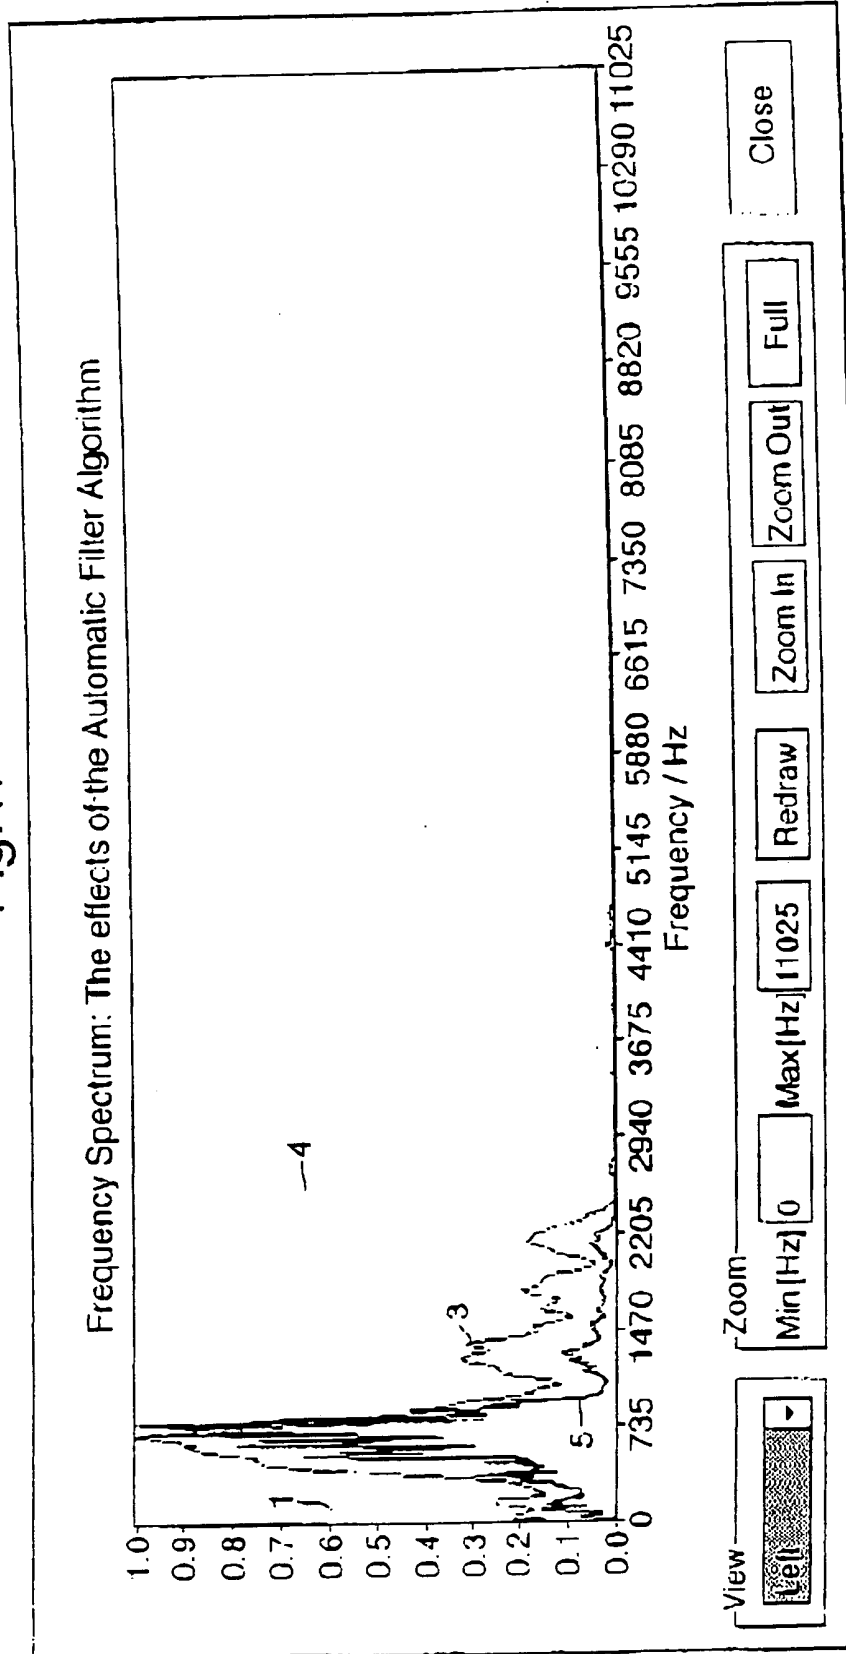 Frequency Spectrum: The effects of the Automatic Filter Algorithm
1.0
0.9
0.8
0.7
0.6
0.5
0.4
0.3
0.2
0.1
0.0
1
3
4
5
0 735 1470 2205 2940 3675 4410 5145 5880 6615 7350 8085 8820 9555 10290 11025
Frequency / Hz
View
Left
Zoom
Min[Hz] 0 Max[Hz] 11025 Redraw Zoom In Zoom Out Full
Close